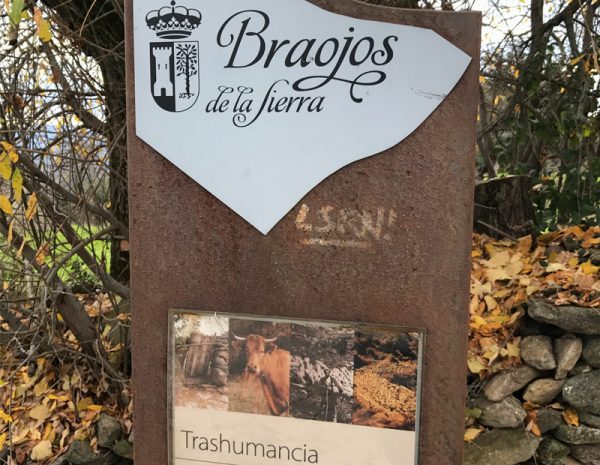 Braojos
de la Sierra
Trashumancia